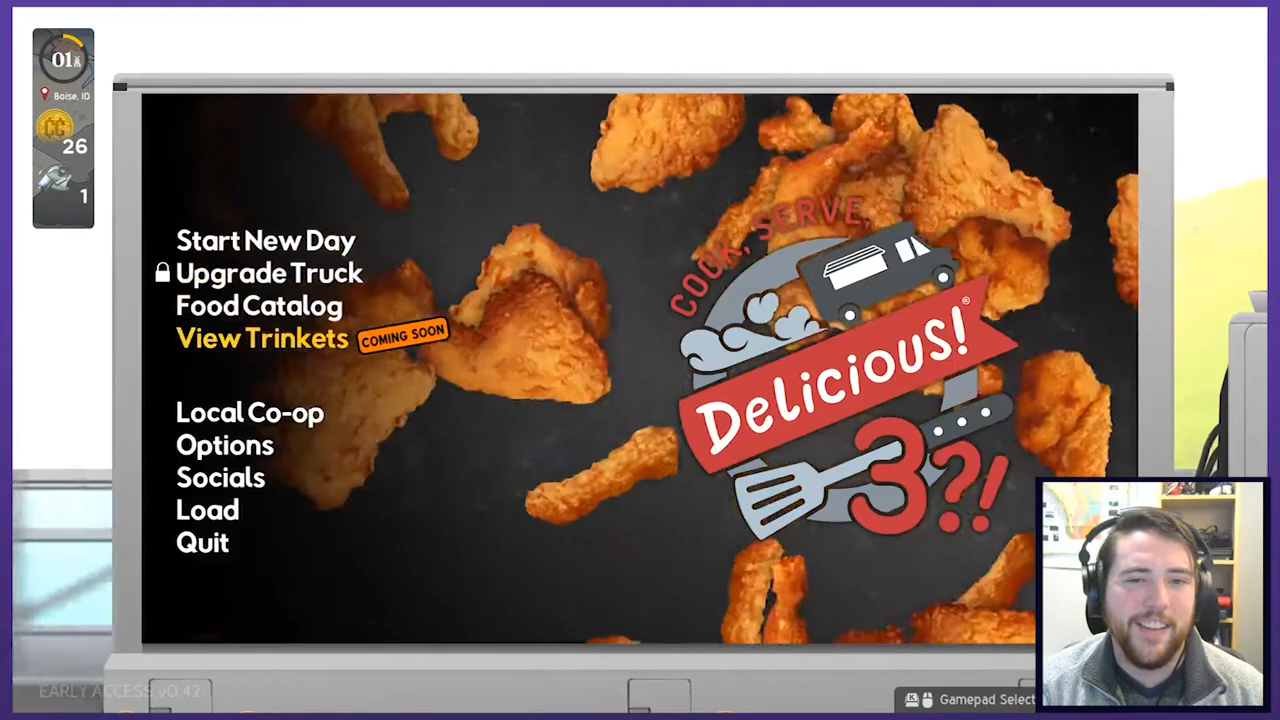 01
Boise, ID
CC
26
1
Start New Day
Upgrade Truck
Food Catalog
View Trinkets COMING SOON
Local Co-op
Options
Socials
Load
Quit
COOK, SERVE,
Delicious!®
3?!
EARLY ACCESS v0.42
Gamepad Select